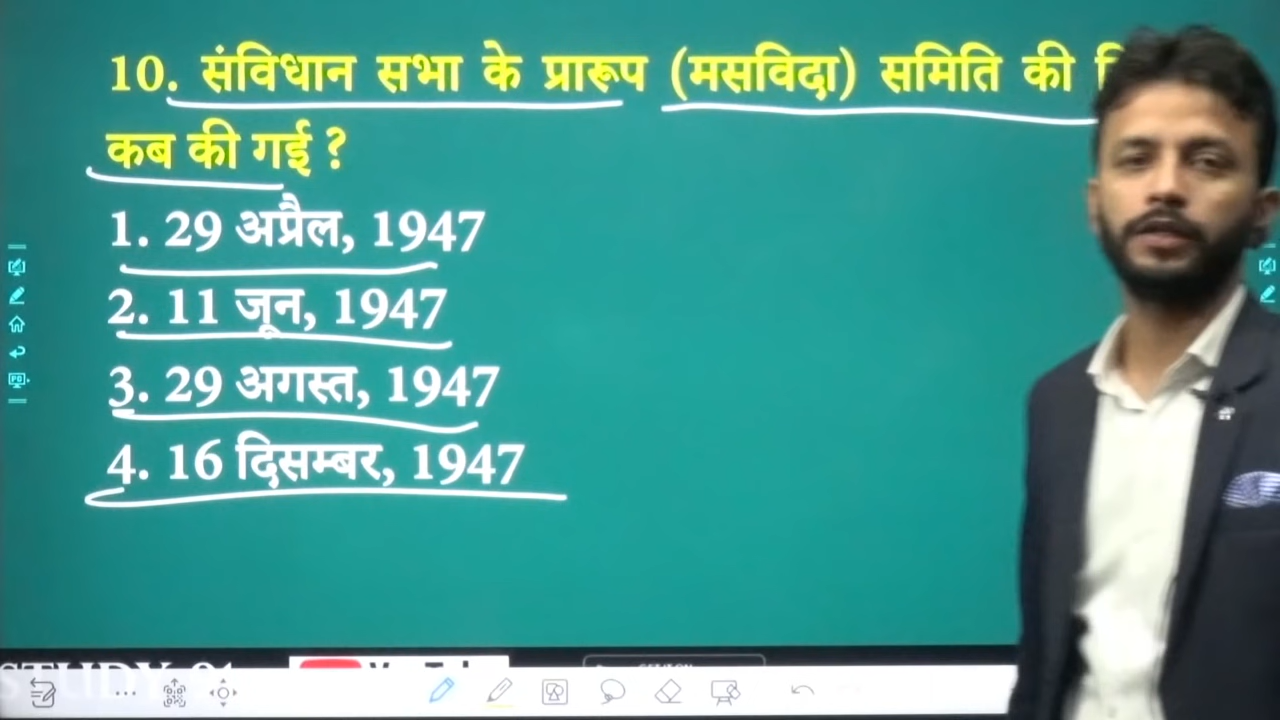 10. संविधान सभा के प्रारूप (मसविदा) समिति की
कब की गई ?
1. 29 अप्रैल, 1947
2. 11 जून, 1947
3. 29 अगस्त, 1947
4. 16 दिसम्बर, 1947